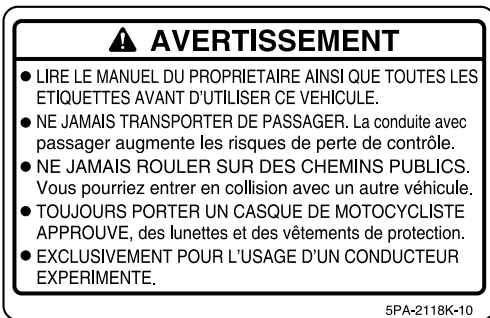 AVERTISSEMENT
● LIRE LE MANUEL DU PROPRIETAIRE AINSI QUE TOUTES LES
ETIQUETTES AVANT D'UTILISER CE VEHICULE.
● NE JAMAIS TRANSPORTER DE PASSAGER. La conduite avec
passager augmente les risques de perte de contrôle.
● NE JAMAIS ROULER SUR DES CHEMINS PUBLICS.
Vous pourriez entrer en collision avec un autre véhicule.
● TOUJOURS PORTER UN CASQUE DE MOTOCYCLISTE
APPROUVE, des lunettes et des vêtements de protection.
● EXCLUSIVEMENT POUR L'USAGE D'UN CONDUCTEUR
EXPERIMENTE.
5PA-2118K-10